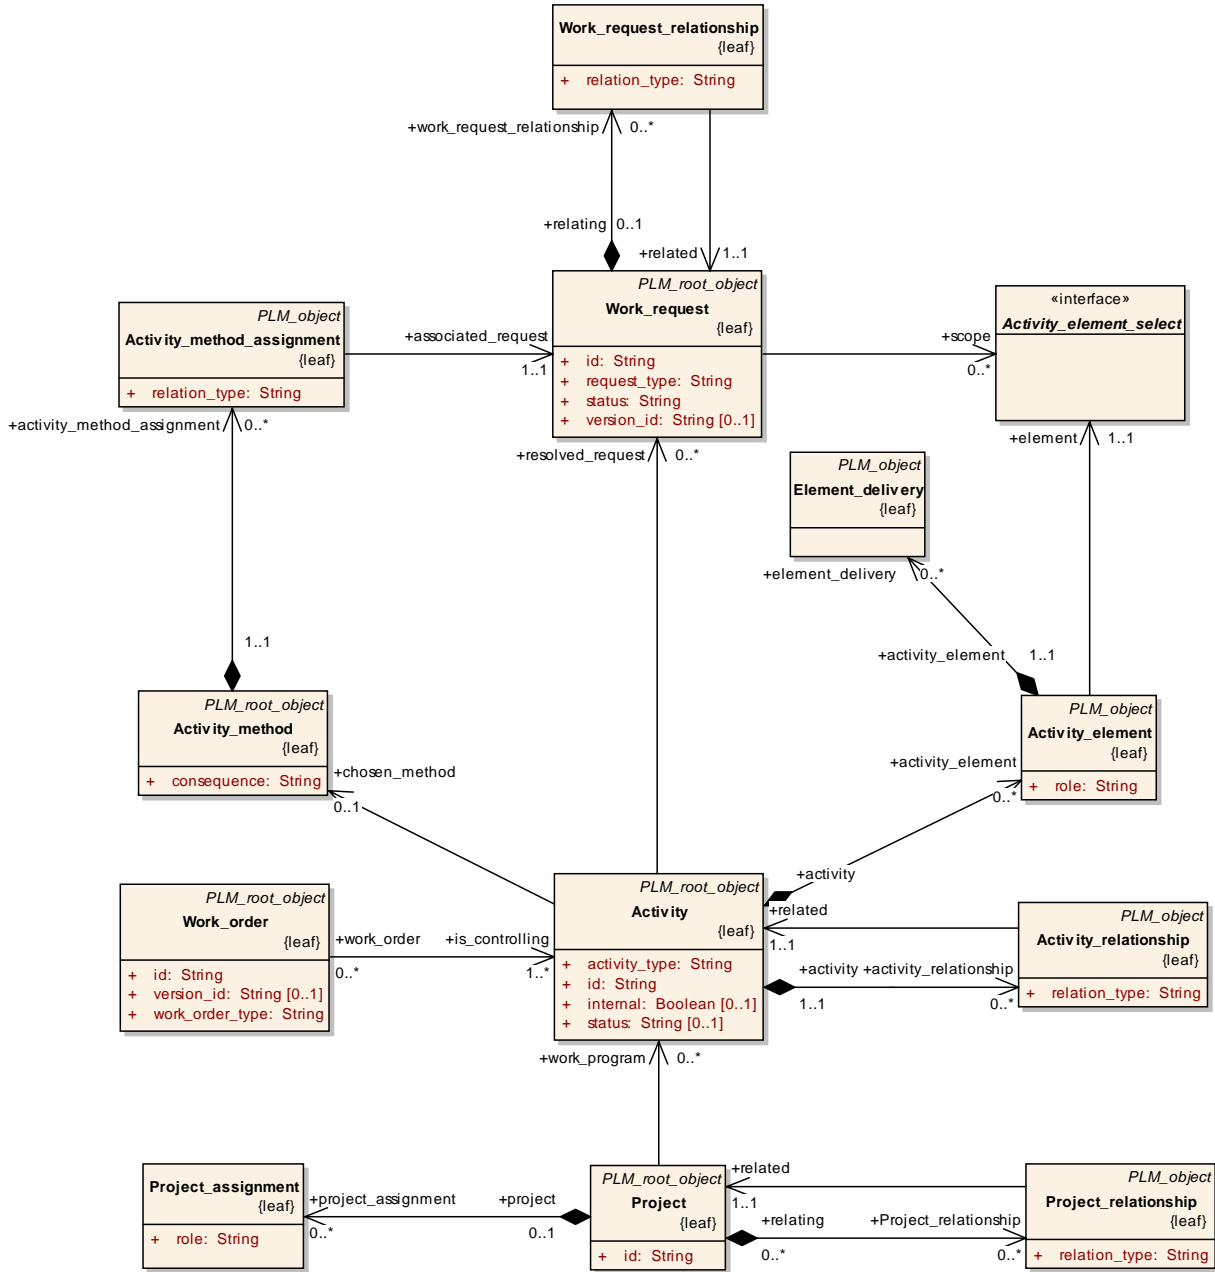 Work_request_relationship
{leaf}
+ relation_type: String
+work_request_relationship
0..*
+relating
0..1
+related
1..1
PLM_root_object
Work_request
{leaf}
+ id: String
+ request_type: String
+ status: String
+ version_id: String [0..1]
PLM_object
Activity_method_assignment
{leaf}
+ relation_type: String
+associated_request
1..1
+scope
0..*
«interface»
Activity_element_select
+activity_method_assignment
0..*
+resolved_request
0..*
+element
1..1
PLM_object
Element_delivery
{leaf}
+element_delivery
0..*
+activity_element
1..1
1..1
PLM_root_object
Activity_method
{leaf}
+ consequence: String
+chosen_method
0..1
PLM_object
Activity_element
{leaf}
+ role: String
+activity_element
0..*
+activity
PLM_root_object
Work_order
{leaf}
+ id: String
+ version_id: String [0..1]
+ work_order_type: String
+work_order
0..*
+is_controlling
1..*
PLM_root_object
Activity
{leaf}
+ activity_type: String
+ id: String
+ internal: Boolean [0..1]
+ status: String [0..1]
+related
1..1
+activity
1..1
+activity_relationship
0..*
PLM_object
Activity_relationship
{leaf}
+ relation_type: String
+work_program
0..*
Project_assignment
{leaf}
+ role: String
+project_assignment
0..*
+project
0..1
PLM_root_object
Project
{leaf}
+ id: String
+related
1..1
+relating
0..*
+Project_relationship
0..*
PLM_object
Project_relationship
{leaf}
+ relation_type: String